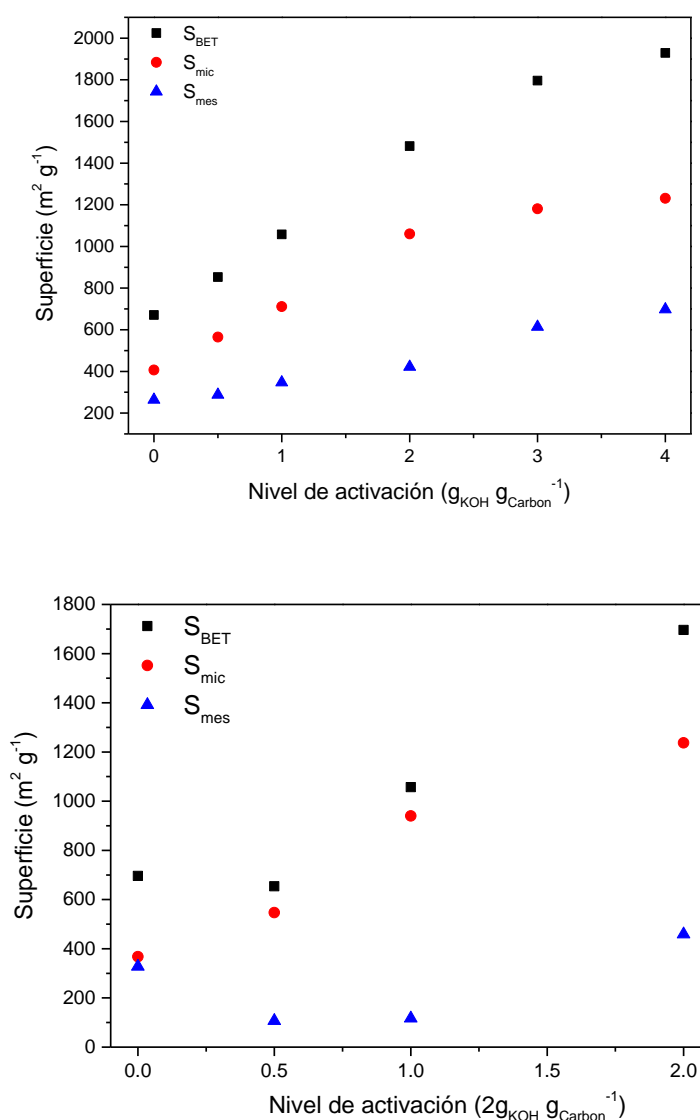 2000
1800
1600
1400
1200
1000
800
600
400
200
Superficie (m² g⁻¹)
S_BET
S_mic
S_mes
0 1 2 3 4
Nivel de activación (g_KOH g_Carbon⁻¹)
1800
1600
1400
1200
1000
800
600
400
200
0
Superficie (m² g⁻¹)
S_BET
S_mic
S_mes
0.0 0.5 1.0 1.5 2.0
Nivel de activación (2g_KOH g_Carbon⁻¹)